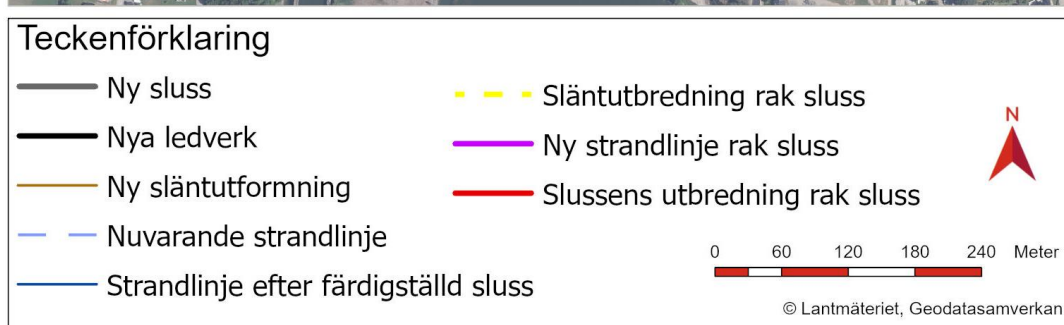 Teckenförklaring
Ny sluss
Nya ledverk
Ny släntutformning
Nuvarande strandlinje
Strandlinje efter färdigställd sluss
Släntutbredning rak sluss
Ny strandlinje rak sluss
Slussens utbredning rak sluss
N
0 60 120 180 240 Meter
© Lantmäteriet, Geodatasamverkan